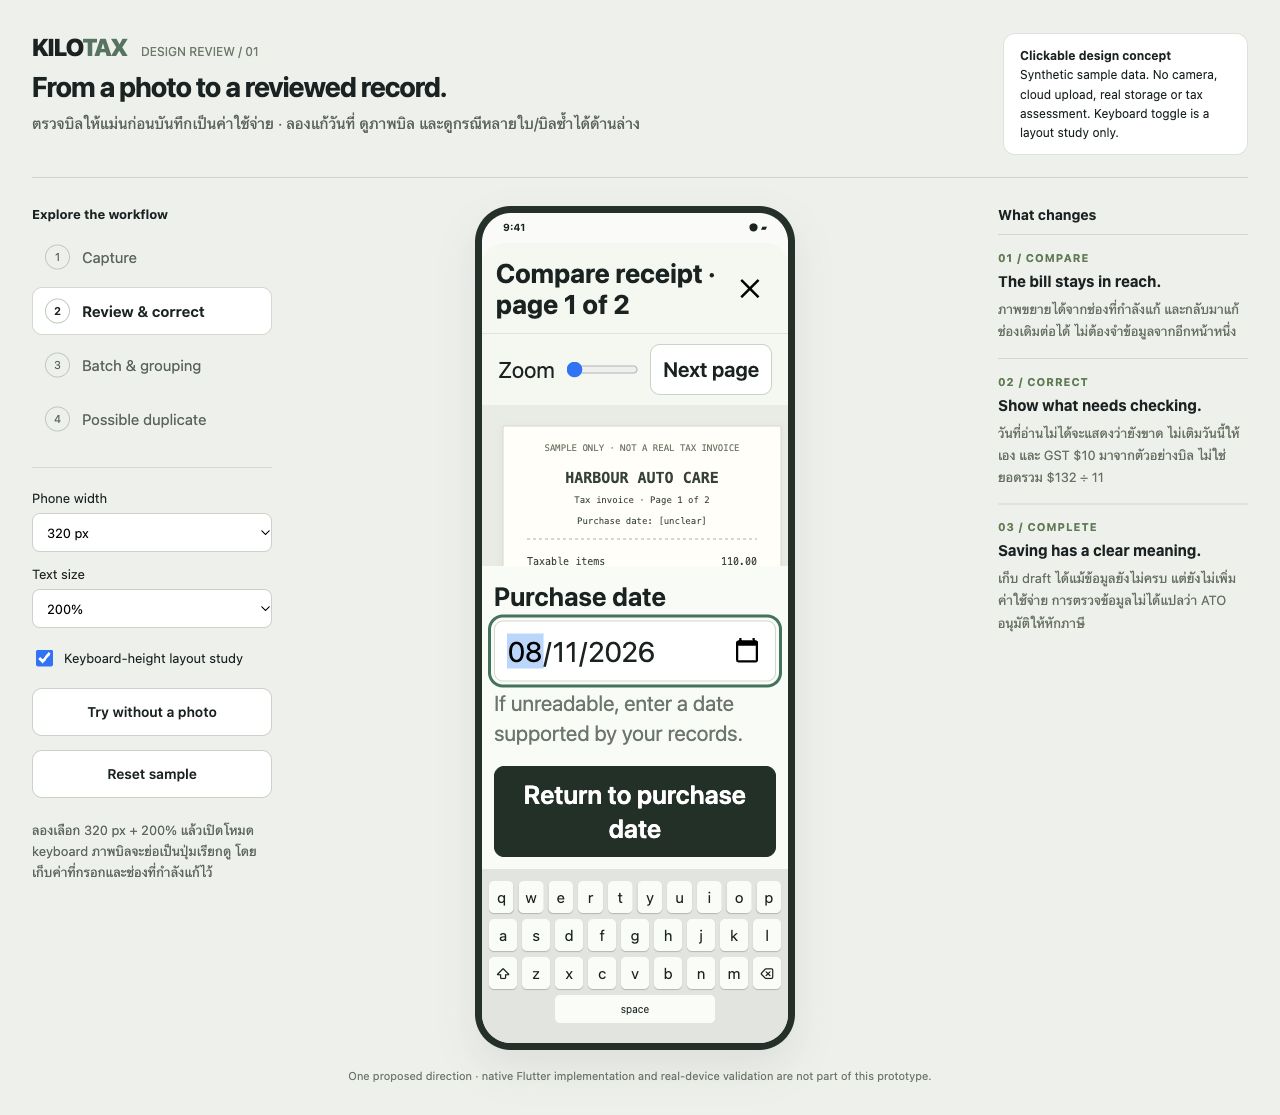 KILOTAX DESIGN REVIEW / 01
From a photo to a reviewed record.
ตรวจบิลให้แม่นก่อนบันทึกเป็นค่าใช้จ่าย · ลองแก้วันที่ ดูภาพบิล และดูกรณีหลายใบ/บิลซ้ำได้ด้านล่าง
Clickable design concept
Synthetic sample data. No camera,
cloud upload, real storage or tax
assessment. Keyboard toggle is a
layout study only.
Explore the workflow
1 Capture
2 Review & correct
3 Batch & grouping
4 Possible duplicate
Phone width
320 px
Text size
200%
Keyboard-height layout study
Try without a photo
Reset sample
ลองเลือก 320 px + 200% แล้วเปิดโหมด
keyboard ภาพบิลจะย่อเป็นปุ่มเรียกดู โดย
เก็บค่าที่กรอกและช่องที่กำลังแก้ไว้
9:41
Compare receipt ·
page 1 of 2
Zoom
Next page
SAMPLE ONLY · NOT A REAL TAX INVOICE
HARBOUR AUTO CARE
Tax invoice · Page 1 of 2
Purchase date: [unclear]
Taxable items 110.00
Purchase date
08/11/2026
If unreadable, enter a date
supported by your records.
Return to purchase
date
q w e r t y u i o p
a s d f g h j k l
z x c v b n m
space
What changes
01 / COMPARE
The bill stays in reach.
ภาพขยายได้จากช่องที่กำลังแก้ และกลับมาแก้
ช่องเดิมต่อได้ ไม่ต้องจำข้อมูลจากอีกหน้าหนึ่ง
02 / CORRECT
Show what needs checking.
วันที่อ่านไม่ได้จะแสดงว่ายังขาด ไม่เติมวันนี้ให้
เอง และ GST $10 มาจากตัวอย่างบิล ไม่ใช่
ยอดรวม $132 ÷ 11
03 / COMPLETE
Saving has a clear meaning.
เก็บ draft ได้แม้ข้อมูลยังไม่ครบ แต่ยังไม่เพิ่ม
ค่าใช้จ่าย การตรวจข้อมูลไม่ได้แปลว่า ATO
อนุมัติให้หักภาษี
One proposed direction · native Flutter implementation and real-device validation are not part of this prototype.